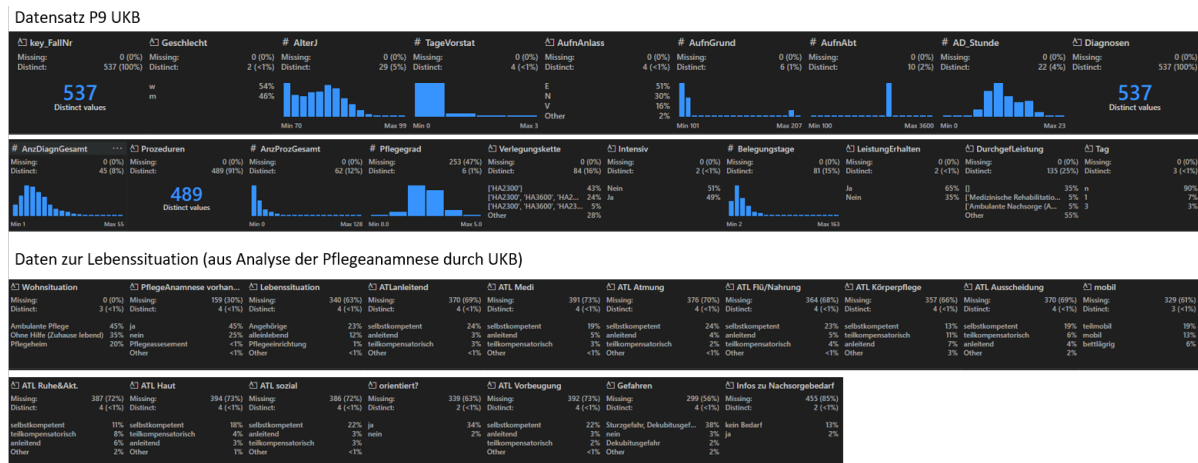 Datensatz P9 UKB
key_FallNr Geschlecht # AlterJ # TageVorstat AufnAnlass # AufnGrund # AufnAbt # AD_Stunde Diagnosen
Missing: 0 (0%) Missing: 0 (0%) Missing: 0 (0%) Missing: 0 (0%) Missing: 0 (0%) Missing: 0 (0%) Missing: 0 (0%) Missing: 0 (0%) Missing: 0 (0%)
Distinct: 537 (100%) Distinct: 2 (<1%) Distinct: 29 (5%) Distinct: 4 (<1%) Distinct: 4 (<1%) Distinct: 6 (1%) Distinct: 10 (2%) Distinct: 22 (4%) Distinct: 537 (100%)
537 w 54% E 51% 537
Distinct values m 46% N 30% Distinct values
V 16%
Other 2%
Min 70 Max 99 Min 0 Max 3 Min 101 Max 207 Min 100 Max 3600 Min 0 Max 23
# AnzDiagnGesamt ... Prozeduren # AnzProzGesamt # Pflegegrad Verlegungskette Intensiv # Belegungstage LeistungErhalten DurchgefLeistung Tag
Missing: 0 (0%) Missing: 0 (0%) Missing: 0 (0%) Missing: 253 (47%) Missing: 0 (0%) Missing: 0 (0%) Missing: 0 (0%) Missing: 0 (0%) Missing: 0 (0%) Missing: 0 (0%)
Distinct: 45 (8%) Distinct: 489 (91%) Distinct: 62 (12%) Distinct: 6 (1%) Distinct: 84 (16%) Distinct: 2 (<1%) Distinct: 81 (15%) Distinct: 2 (<1%) Distinct: 135 (25%) Distinct: 3 (<1%)
489 ['HA2300'] 43% Nein 51% Ja 65% [] 35% n 90%
Distinct values ['HA2300', 'HA3600', 'HA2... 24% Ja 49% Nein 35% ['Medizinische Rehabilitatio... 5% 1 7%
['HA2300', 'HA3600', 'HA23... 5% ['Ambulante Nachsorge (A... 5% 3 3%
Other 28% Other 55%
Min 1 Max 55 Min 0 Max 128 Min 0.0 Max 5.0 Min 2 Max 163
Daten zur Lebenssituation (aus Analyse der Pflegeanamnese durch UKB)
Wohnsituation PflegeAnamnese vorhan... Lebenssituation ATLanleitend ATL Medi ATL Atmung ATL Flü/Nahrung ATL Körperpflege ATL Ausscheidung mobil
Missing: 0 (0%) Missing: 159 (30%) Missing: 340 (63%) Missing: 370 (69%) Missing: 391 (73%) Missing: 376 (70%) Missing: 364 (68%) Missing: 357 (66%) Missing: 370 (69%) Missing: 329 (61%)
Distinct: 3 (<1%) Distinct: 4 (<1%) Distinct: 4 (<1%) Distinct: 4 (<1%) Distinct: 4 (<1%) Distinct: 4 (<1%) Distinct: 4 (<1%) Distinct: 4 (<1%) Distinct: 4 (<1%) Distinct: 3 (<1%)
Ambulante Pflege 45% ja 45% Angehörige 23% selbstkompetent 24% selbstkompetent 19% selbstkompetent 24% selbstkompetent 23% selbstkompetent 13% selbstkompetent 19% teilmobil 19%
Ohne Hilfe (Zuhause lebend) 35% nein 25% alleinlebend 12% anleitend 3% anleitend 5% anleitend 4% anleitend 5% teilkompensatorisch 11% teilkompensatorisch 6% mobil 13%
Pflegeheim 20% Pflegeassesement <1% Pflegeeinrichtung 1% teilkompensatorisch 3% teilkompensatorisch 3% teilkompensatorisch 2% teilkompensatorisch 4% anleitend 7% anleitend 4% bettlägrig 6%
Other <1% Other <1% Other <1% Other <1% Other <1% Other <1% Other 3% Other 2%
ATL Ruhe&Akt. ATL Haut ATL sozial orientiert? ATL Vorbeugung Gefahren Infos zu Nachsorgebedarf
Missing: 387 (72%) Missing: 394 (73%) Missing: 386 (72%) Missing: 339 (63%) Missing: 392 (73%) Missing: 299 (56%) Missing: 455 (85%)
Distinct: 4 (<1%) Distinct: 4 (<1%) Distinct: 4 (<1%) Distinct: 2 (<1%) Distinct: 4 (<1%) Distinct: 4 (<1%) Distinct: 2 (<1%)
selbstkompetent 11% selbstkompetent 18% selbstkompetent 22% ja 34% selbstkompetent 22% Sturzgefahr, Dekubitusgef... 38% kein Bedarf 13%
teilkompensatorisch 8% teilkompensatorisch 4% anleitend 3% nein 2% anleitend 3% nein 3% ja 2%
anleitend 6% anleitend 3% teilkompensatorisch 3% teilkompensatorisch 2% Dekubitusgefahr 2%
Other 2% Other 1% Other <1% Other <1% Other 2%